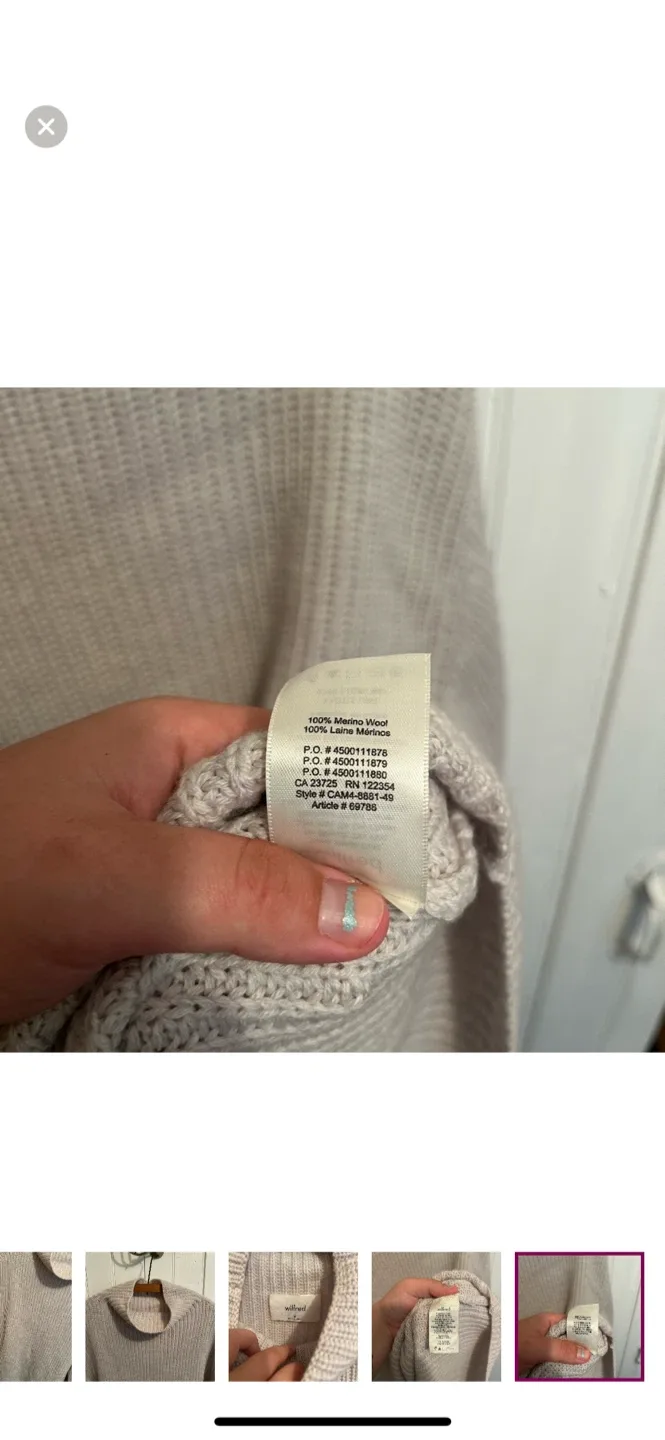 100% Merino Wool
100% Laine Mérinos
P.O. # 4500111878
P.O. # 4500111879
P.O. # 4500111880
CA 23725 RN 122354
Style # CAM4-8881-49
Article # 69786
wilfred